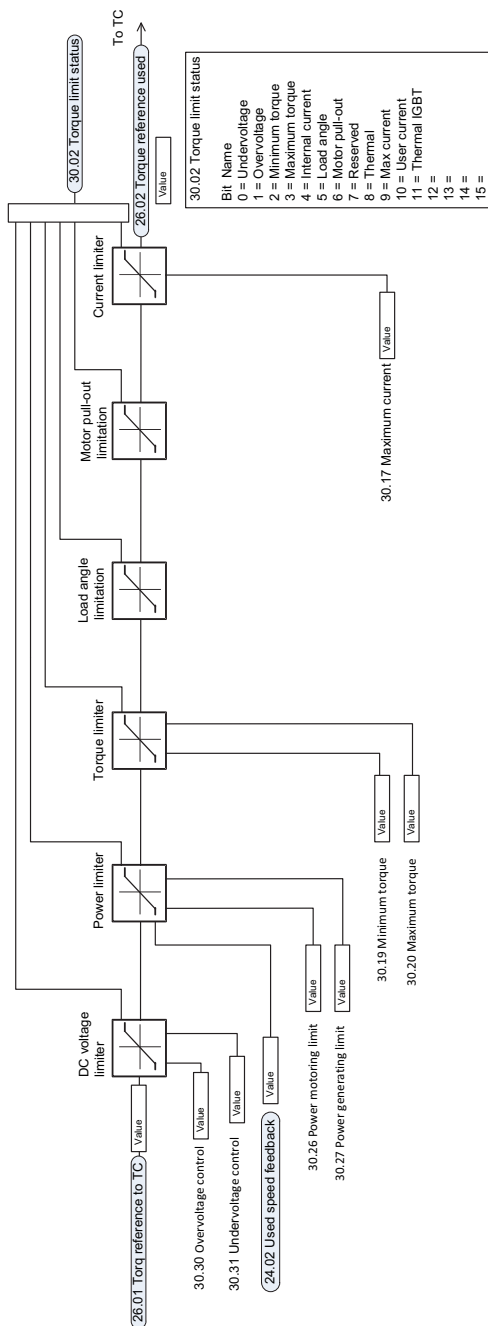 30.02 Torque limit status
To TC
26.02 Torque reference used
Value
Current limiter
Motor pull-out
limitation
Load angle
limitation
Torque limiter
Power limiter
DC voltage
limiter
26.01 Torq reference to TC
Value
30.30 Overvoltage control
Value
30.31 Undervoltage control
Value
24.02 Used speed feedback
Value
30.26 Power motoring limit
Value
30.27 Power generating limit
Value
30.19 Minimum torque
Value
30.20 Maximum torque
Value
30.17 Maximum current
Value
30.02 Torque limit status
Bit Name
0 = Undervoltage
1 = Overvoltage
2 = Minimum torque
3 = Maximum torque
4 = Internal current
5 = Load angle
6 = Motor pull-out
7 = Reserved
8 = Thermal
9 = Max current
10 = User current
11 = Thermal IGBT
12 =
13 =
14 =
15 =